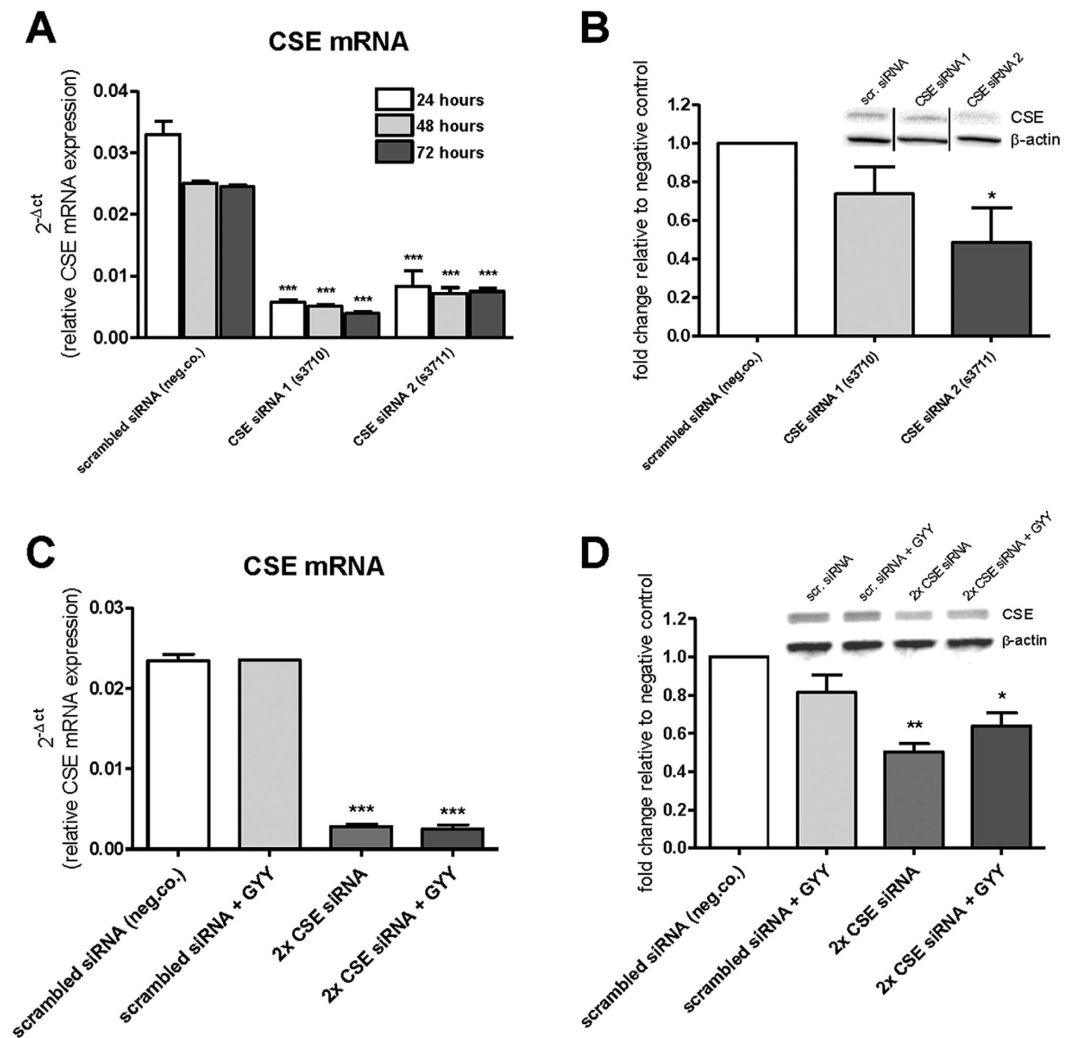 A
CSE mRNA
2-Δct
(relative CSE mRNA expression)
0.04
0.03
0.02
0.01
0.00
24 hours
48 hours
72 hours
***
***
***
***
***
***
scrambled siRNA (neg.co.)
CSE siRNA 1 (s3710)
CSE siRNA 2 (s3711)
B
fold change relative to negative control
1.2
1.0
0.8
0.6
0.4
0.2
0.0
scr. siRNA
CSE siRNA 1
CSE siRNA 2
CSE
β-actin
*
scrambled siRNA (neg.co.)
CSE siRNA 1 (s3710)
CSE siRNA 2 (s3711)
C
CSE mRNA
2-Δct
(relative CSE mRNA expression)
0.03
0.02
0.01
0.00
***
***
scrambled siRNA (neg.co.)
scrambled siRNA + GYY
2x CSE siRNA
2x CSE siRNA + GYY
D
fold change relative to negative control
1.2
1.0
0.8
0.6
0.4
0.2
0.0
scr. siRNA
scr. siRNA + GYY
2x CSE siRNA
2x CSE siRNA + GYY
CSE
β-actin
**
*
scrambled siRNA (neg.co.)
scrambled siRNA + GYY
2x CSE siRNA
2x CSE siRNA + GYY